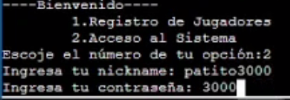 ----Bienvenido----
1.Registro de Jugadores
2.Acceso al Sistema
Escoje el número de tu opción:2
Ingresa tu nickname: patito3000
Ingresa tu contraseña: 3000